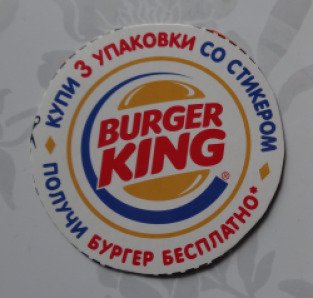 КУПИ 3 УПАКОВКИ СО СТИКЕРОМ
BURGER
KING®
ПОЛУЧИ БУРГЕР БЕСПЛАТНО*